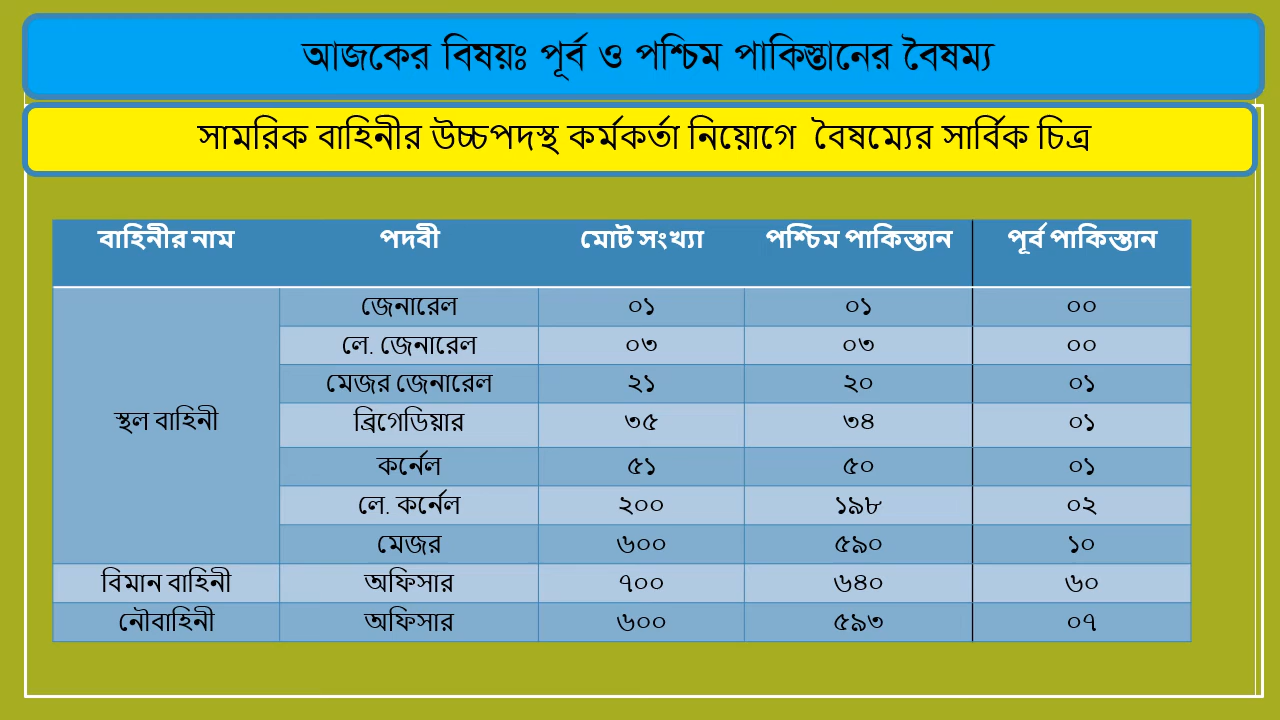 আজকের বিষয়ঃ পূর্ব ও পশ্চিম পাকিস্তানের বৈষম্য
সামরিক বাহিনীর উচ্চপদস্থ কর্মকর্তা নিয়োগে বৈষম্যের সার্বিক চিত্র
বাহিনীর নাম পদবী মোট সংখ্যা পশ্চিম পাকিস্তান পূর্ব পাকিস্তান
জেনারেল ০১ ০১ ০০
লে. জেনারেল ০৩ ০৩ ০০
মেজর জেনারেল ২১ ২০ ০১
স্থল বাহিনী ব্রিগেডিয়ার ৩৫ ৩৪ ০১
কর্নেল ৫১ ৫০ ০১
লে. কর্নেল ২০০ ১৯৮ ০২
মেজর ৬০০ ৫৯০ ১০
বিমান বাহিনী অফিসার ৭০০ ৬৪০ ৬০
নৌবাহিনী অফিসার ৬০০ ৫৯৩ ০৭